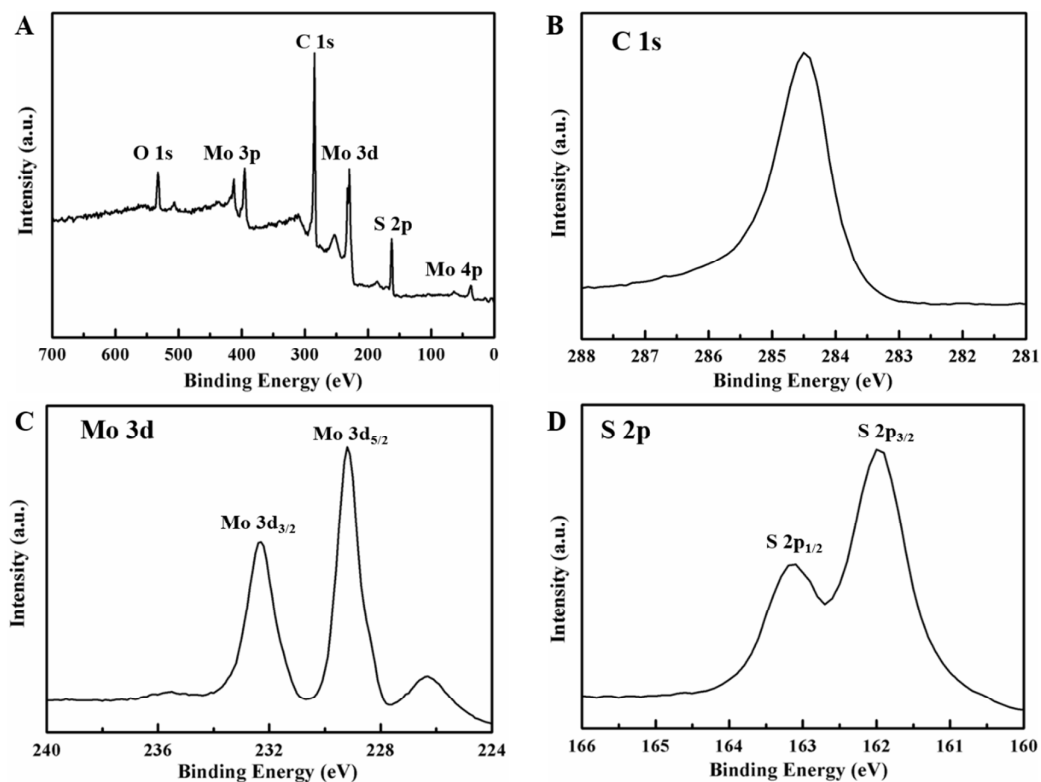 A
C 1s
O 1s
Mo 3p
Mo 3d
S 2p
Mo 4p
Intensity (a.u.)
700 600 500 400 300 200 100 0
Binding Energy (eV)
B
C 1s
Intensity (a.u.)
288 287 286 285 284 283 282 281
Binding Energy (eV)
C
Mo 3d
Mo 3d5/2
Mo 3d3/2
Intensity (a.u.)
240 236 232 228 224
Binding Energy (eV)
D
S 2p
S 2p3/2
S 2p1/2
Intensity (a.u.)
166 165 164 163 162 161 160
Binding Energy (eV)